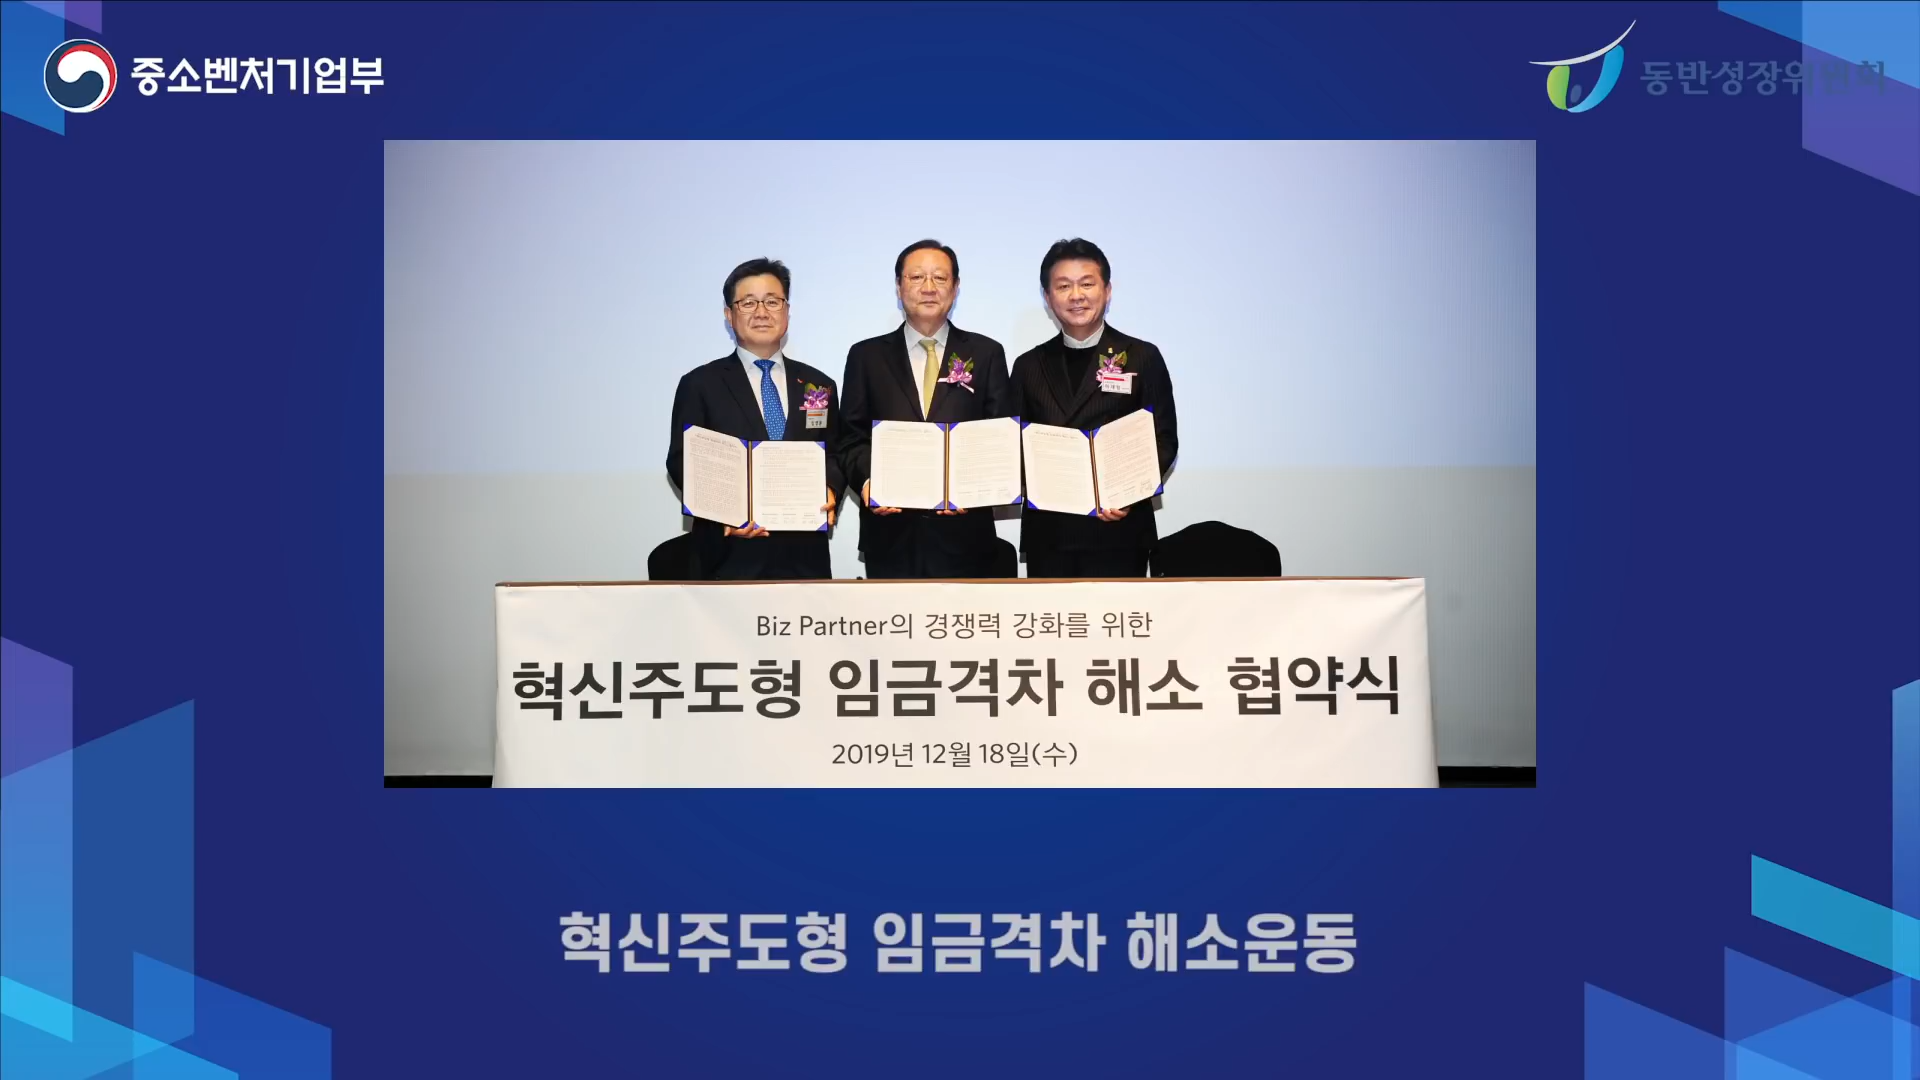 중소벤처기업부
동반성장위원회
Biz Partner의 경쟁력 강화를 위한
혁신주도형 임금격차 해소 협약식
2019년 12월 18일(수)
혁신주도형 임금격차 해소운동